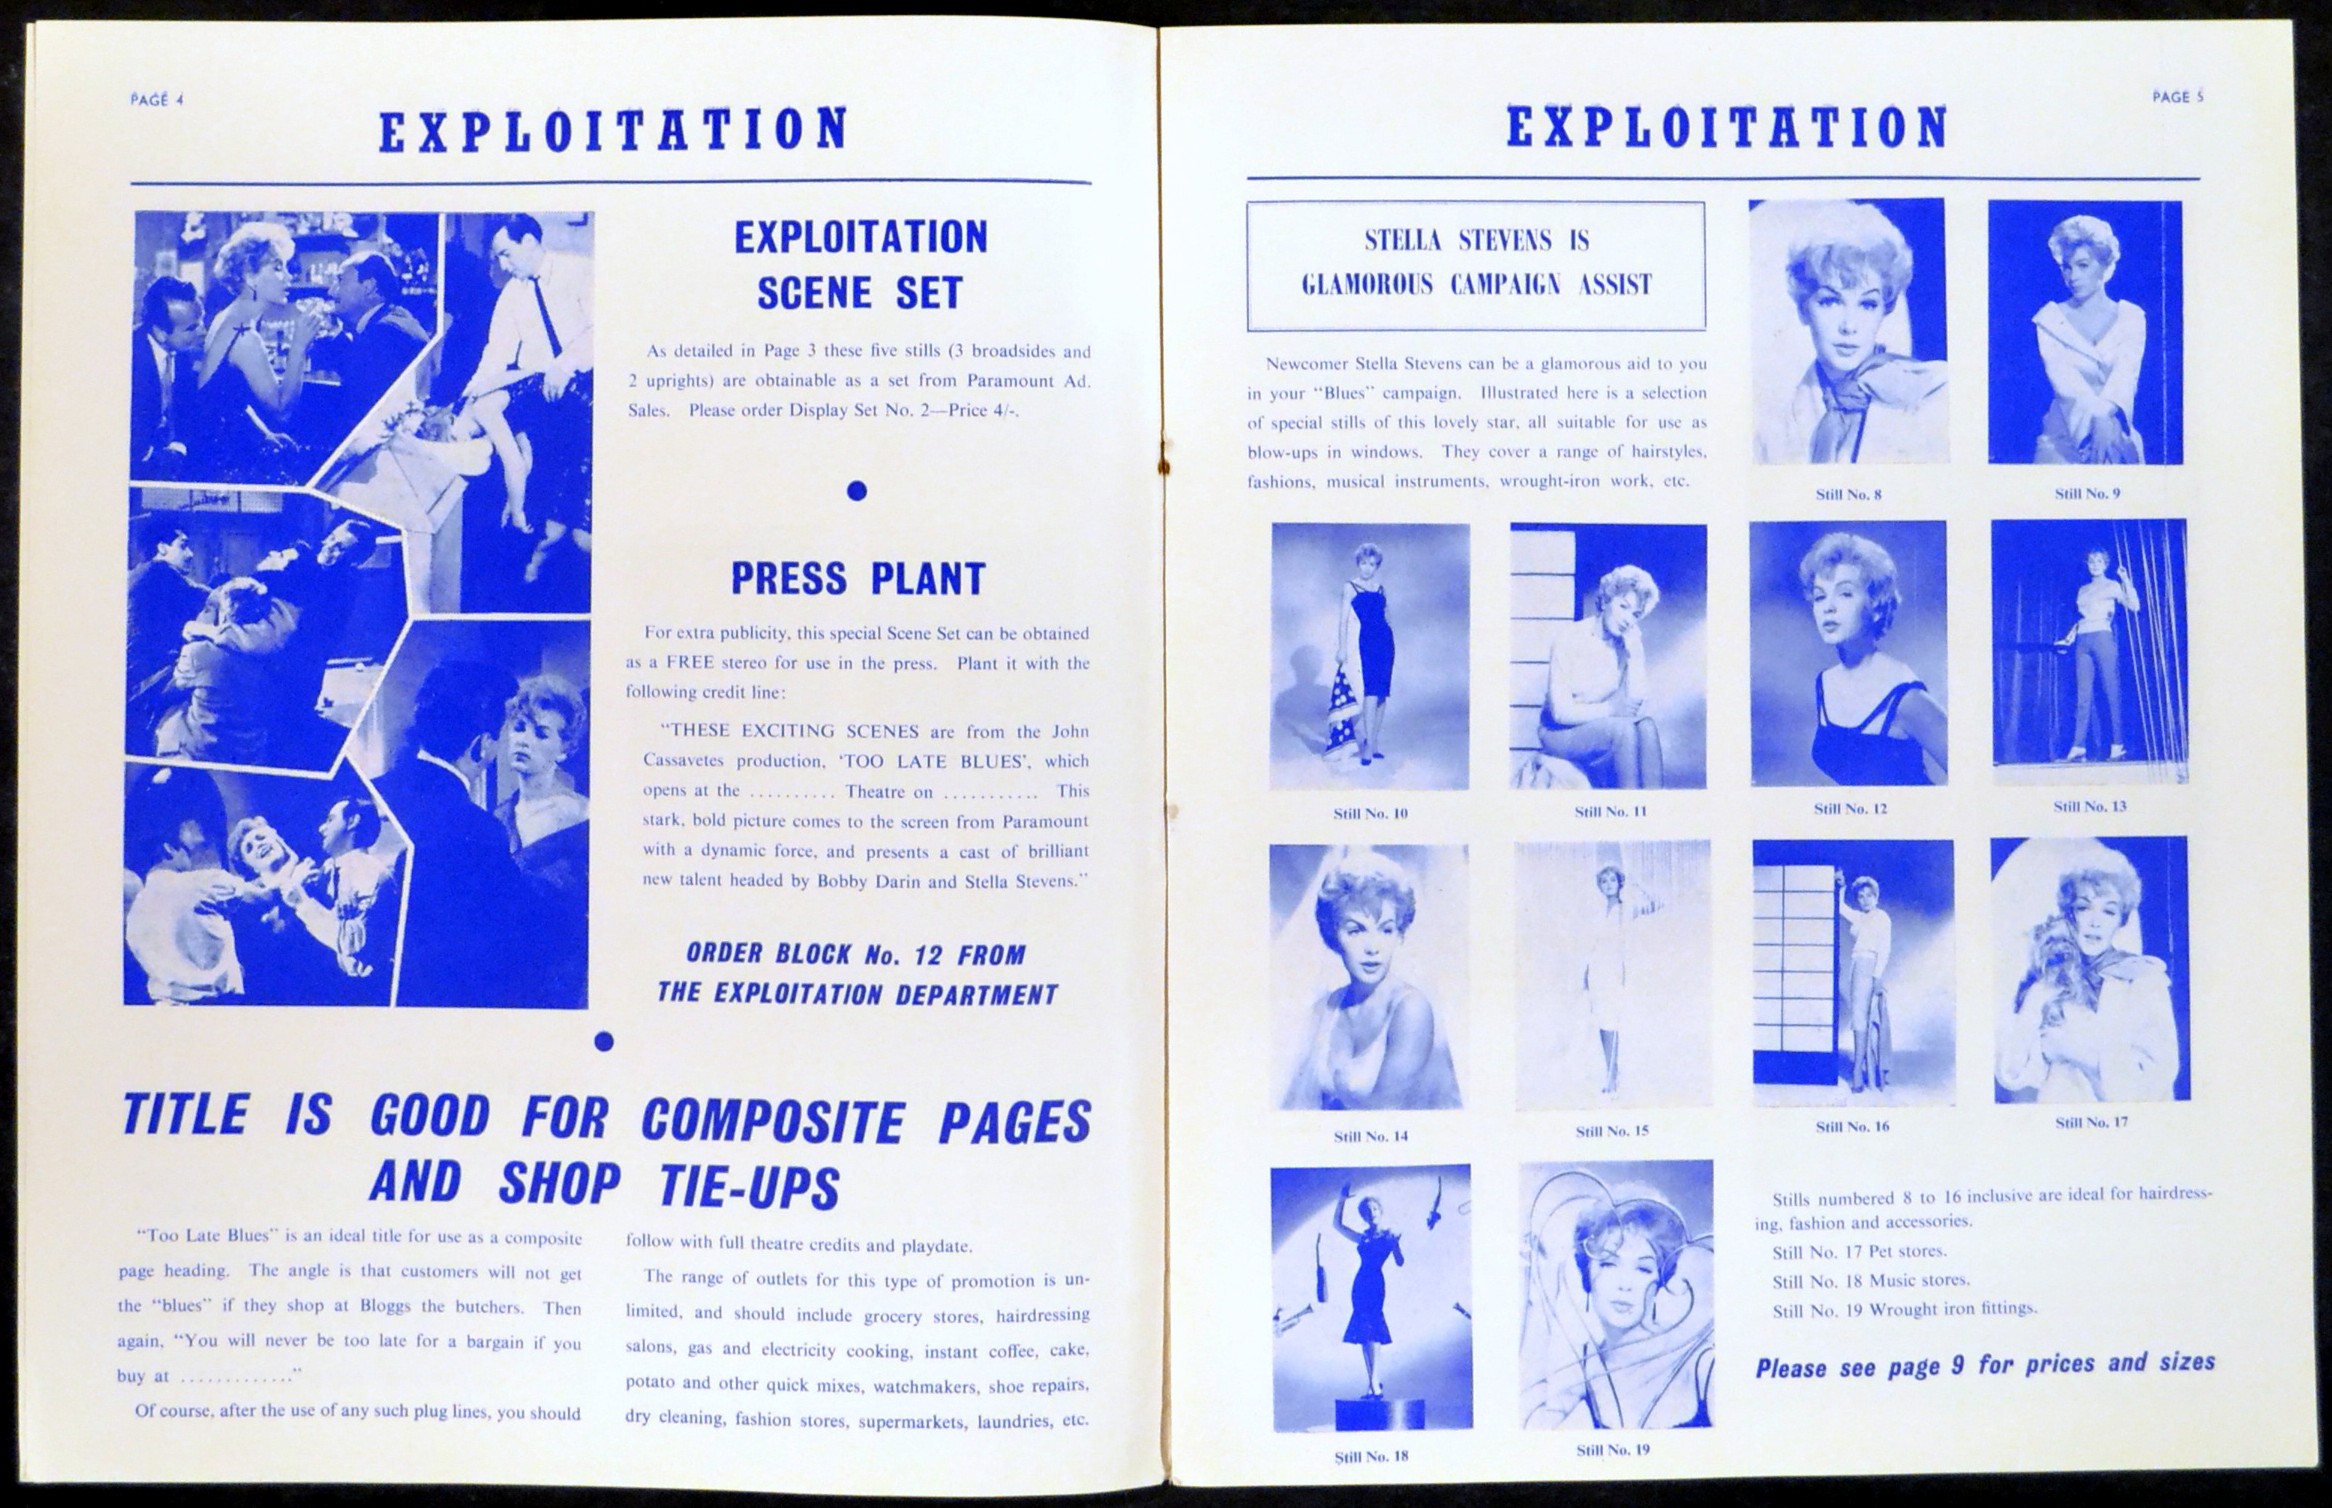 PAGE 4
EXPLOITATION
EXPLOITATION
SCENE SET
As detailed in Page 3 these five stills (3 broadsides and
2 uprights) are obtainable as a set from Paramount Ad.
Sales. Please order Display Set No. 2—Price 4/-.
PRESS PLANT
For extra publicity, this special Scene Set can be obtained
as a FREE stereo for use in the press. Plant it with the
following credit line:
"THESE EXCITING SCENES are from the John
Cassavetes production, 'TOO LATE BLUES', which
opens at the .......... Theatre on ........... This
stark, bold picture comes to the screen from Paramount
with a dynamic force, and presents a cast of brilliant
new talent headed by Bobby Darin and Stella Stevens."
ORDER BLOCK No. 12 FROM
THE EXPLOITATION DEPARTMENT
TITLE IS GOOD FOR COMPOSITE PAGES
AND SHOP TIE-UPS
"Too Late Blues" is an ideal title for use as a composite
page heading. The angle is that customers will not get
the "blues" if they shop at Bloggs the butchers. Then
again, "You will never be too late for a bargain if you
buy at ............."
Of course, after the use of any such plug lines, you should
follow with full theatre credits and playdate.
The range of outlets for this type of promotion is un-
limited, and should include grocery stores, hairdressing
salons, gas and electricity cooking, instant coffee, cake,
potato and other quick mixes, watchmakers, shoe repairs,
dry cleaning, fashion stores, supermarkets, laundries, etc.
PAGE 5
EXPLOITATION
STELLA STEVENS IS
GLAMOROUS CAMPAIGN ASSIST
Newcomer Stella Stevens can be a glamorous aid to you
in your "Blues" campaign. Illustrated here is a selection
of special stills of this lovely star, all suitable for use as
blow-ups in windows. They cover a range of hairstyles,
fashions, musical instruments, wrought-iron work, etc.
Still No. 8
Still No. 9
Still No. 10
Still No. 11
Still No. 12
Still No. 13
Still No. 14
Still No. 15
Still No. 16
Still No. 17
Still No. 18
Still No. 19
Stills numbered 8 to 16 inclusive are ideal for hairdress-
ing, fashion and accessories.
Still No. 17 Pet stores.
Still No. 18 Music stores.
Still No. 19 Wrought iron fittings.
Please see page 9 for prices and sizes